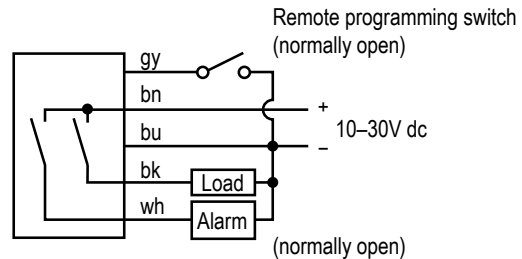 Remote programming switch
(normally open)
gy
bn
+
10–30V dc
bu
–
bk
Load
wh
Alarm
(normally open)